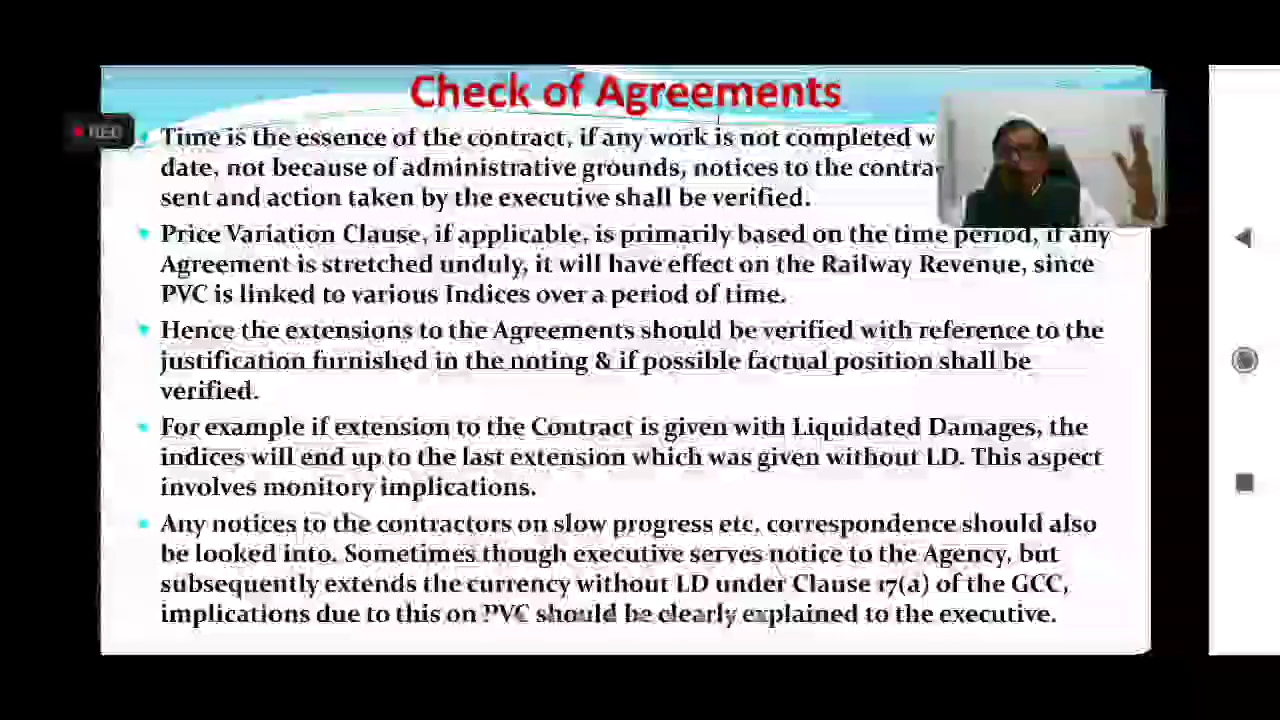 Check of Agreements
REC
Time is the essence of the contract, if any work is not completed
date, not because of administrative grounds, notices to the
sent and action taken by the executive shall be verified.
Price Variation Clause, if applicable, is primarily based on the time period, if any
Agreement is stretched unduly, it will have effect on the Railway Revenue, since
PVC is linked to various Indices over a period of time.
Hence the extensions to the Agreements should be verified with reference to the
justification furnished in the noting & if possible factual position shall be
verified.
For example if extension to the Contract is given with Liquidated Damages, the
indices will end up to the last extension which was given without LD. This aspect
involves monitory implications.
Any notices to the contractors on slow progress etc. correspondence should also
be looked into. Sometimes though executive serves notice to the Agency, but
subsequently extends the currency without LD under Clause 17(a) of the GCC,
implications due to this on PVC should be clearly explained to the executive.